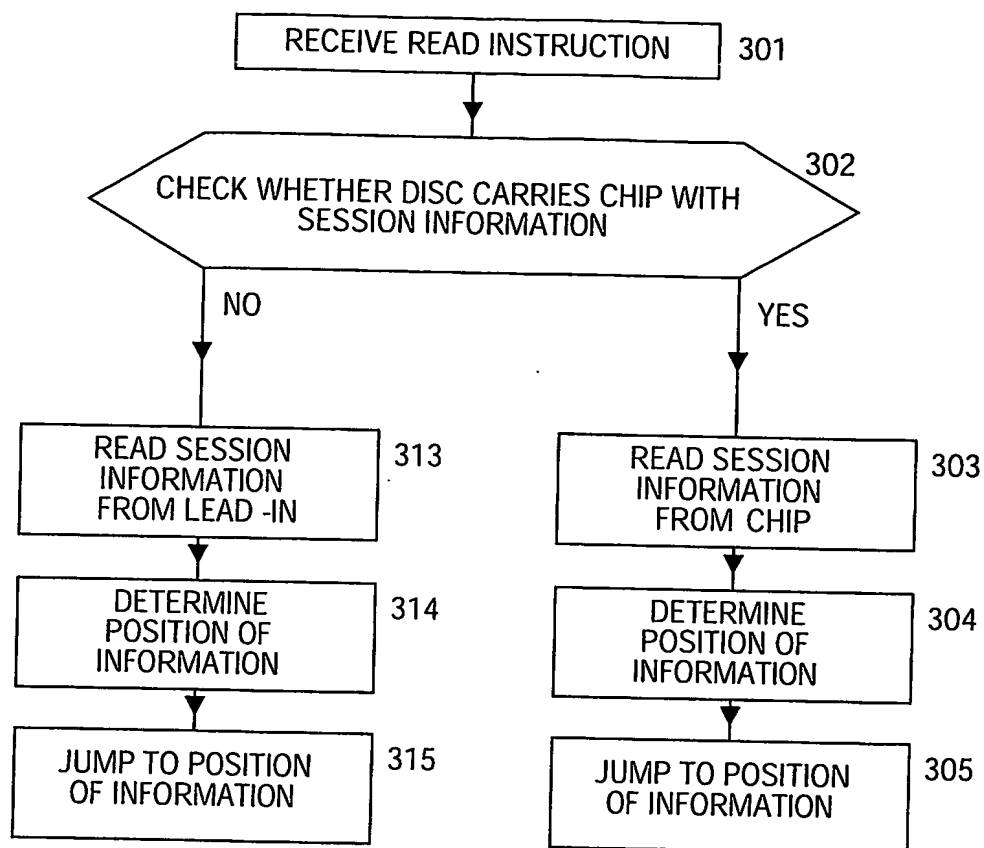 RECEIVE READ INSTRUCTION
301
302
CHECK WHETHER DISC CARRIES CHIP WITH
SESSION INFORMATION
NO
YES
READ SESSION
INFORMATION
FROM LEAD -IN
313
READ SESSION
INFORMATION
FROM CHIP
303
DETERMINE
POSITION OF
INFORMATION
314
DETERMINE
POSITION OF
INFORMATION
304
JUMP TO POSITION
OF INFORMATION
315
JUMP TO POSITION
OF INFORMATION
305